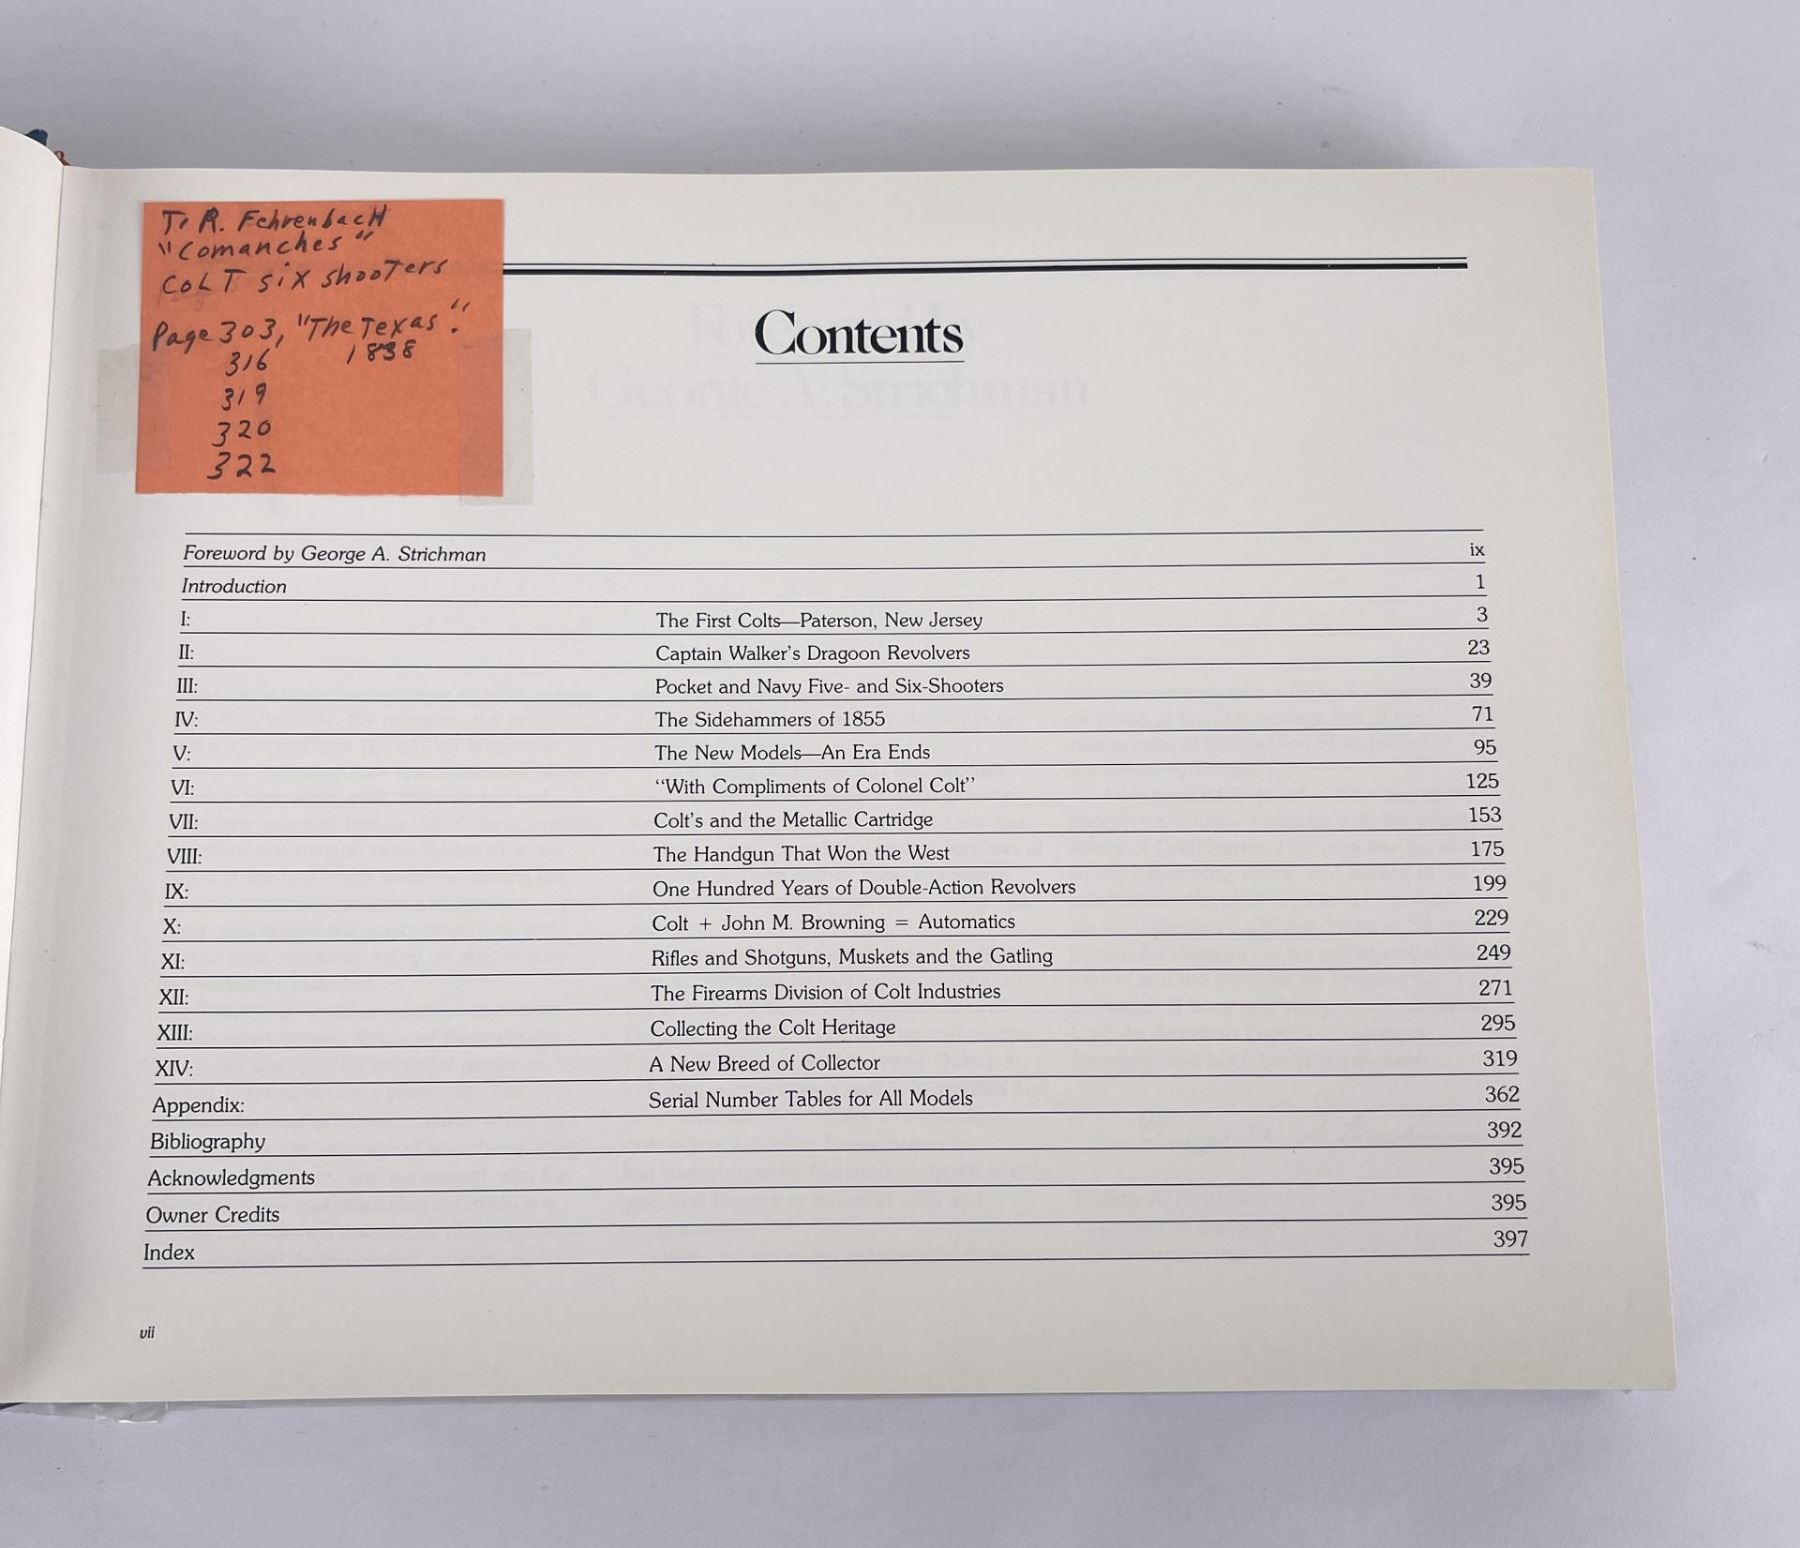 T. R. Fehrenbach
"Comanches"
Colt six shooters
Page 303, "The Texas."
316 1838
319
320
322
Contents
Foreword by George A. Strichman ix
Introduction 1
I: The First Colts—Paterson, New Jersey 3
II: Captain Walker's Dragoon Revolvers 23
III: Pocket and Navy Five- and Six-Shooters 39
IV: The Sidehammers of 1855 71
V: The New Models—An Era Ends 95
VI: "With Compliments of Colonel Colt" 125
VII: Colt's and the Metallic Cartridge 153
VIII: The Handgun That Won the West 175
IX: One Hundred Years of Double-Action Revolvers 199
X: Colt + John M. Browning = Automatics 229
XI: Rifles and Shotguns, Muskets and the Gatling 249
XII: The Firearms Division of Colt Industries 271
XIII: Collecting the Colt Heritage 295
XIV: A New Breed of Collector 319
Appendix: Serial Number Tables for All Models 362
Bibliography 392
Acknowledgments 395
Owner Credits 395
Index 397
vii